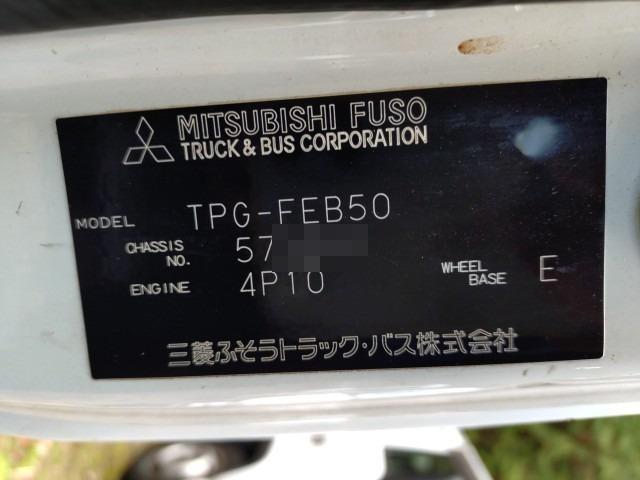 MITSUBISHI FUSO
TRUCK & BUS CORPORATION
MODEL TPG-FEB50
CHASSIS NO. 57
ENGINE 4P10 WHEEL BASE E
三菱ふそうトラック・バス株式会社